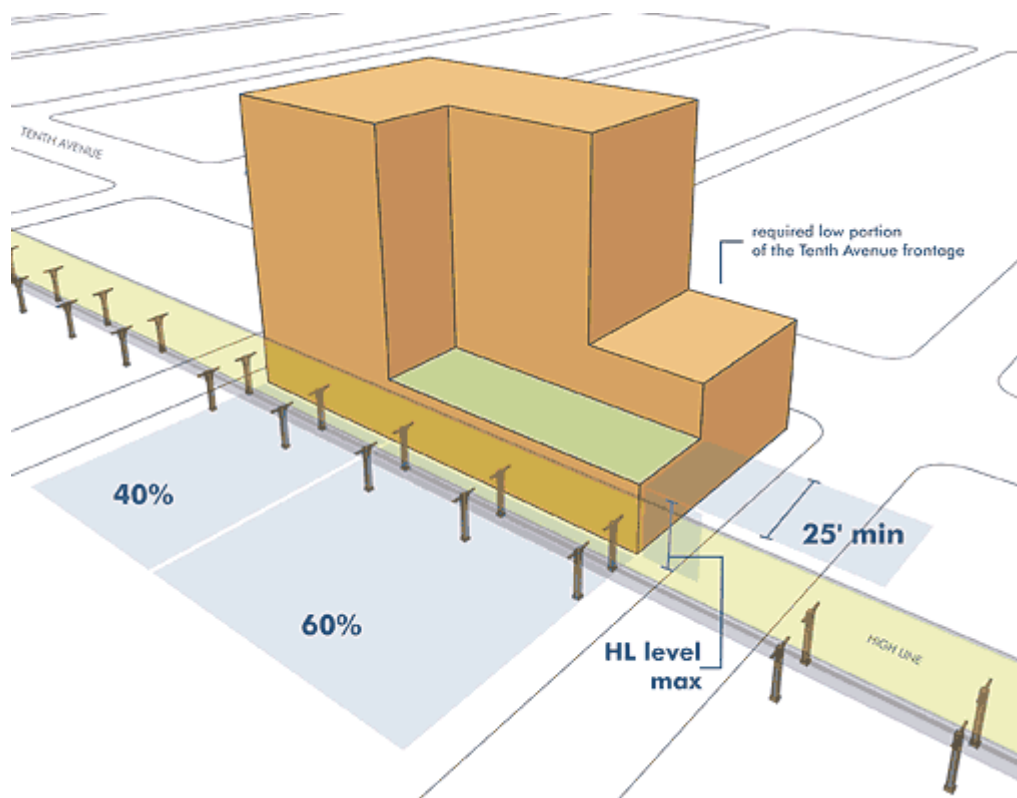 TENTH AVENUE
required low portion
of the Tenth Avenue frontage
40%
25' min
60%
HL level
max
HIGH LINE